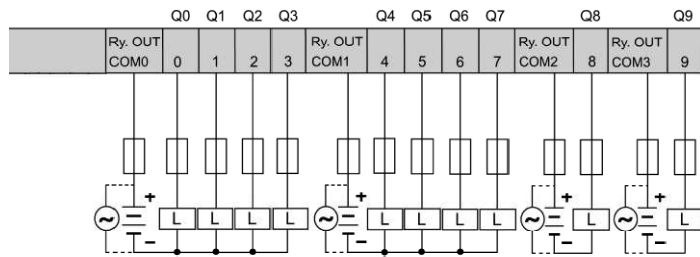 Q0 Q1 Q2 Q3 Q4 Q5 Q6 Q7 Q8 Q9
Ry. OUT Ry. OUT Ry. OUT Ry. OUT
COM0 0 1 2 3 COM1 4 5 6 7 COM2 8 COM3 9
+ + + +
~ L L L L ~ L L L L ~ L ~ L
− − − −